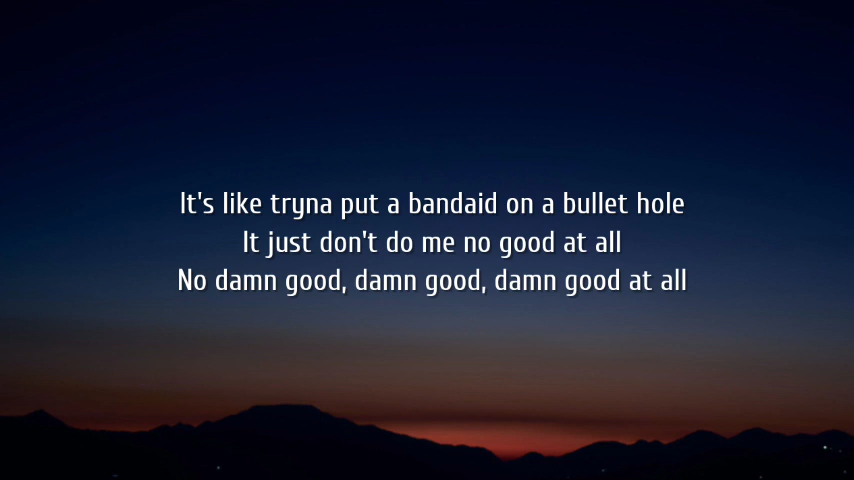 It's like tryna put a bandaid on a bullet hole
It just don't do me no good at all
No damn good, damn good, damn good at all